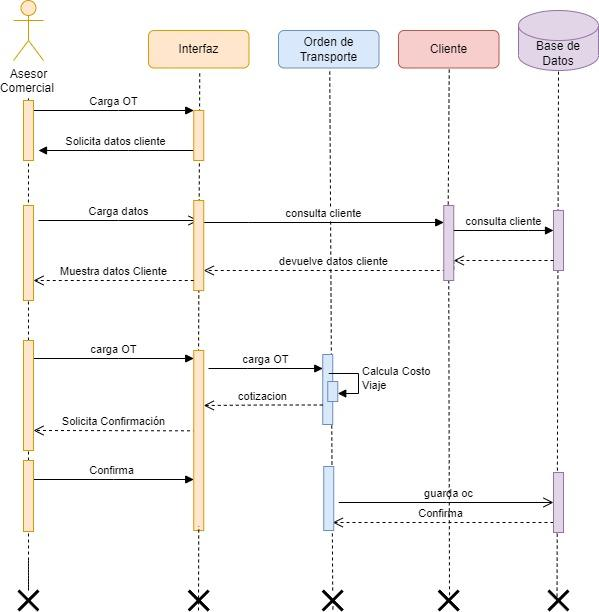 Asesor
Comercial
Interfaz
Orden de
Transporte
Cliente
Base de
Datos
Carga OT
Solicita datos cliente
Carga datos
consulta cliente
consulta cliente
devuelve datos cliente
Muestra datos Cliente
carga OT
carga OT
Calcula Costo
Viaje
cotizacion
Solicita Confirmación
Confirma
guarda oc
Confirma